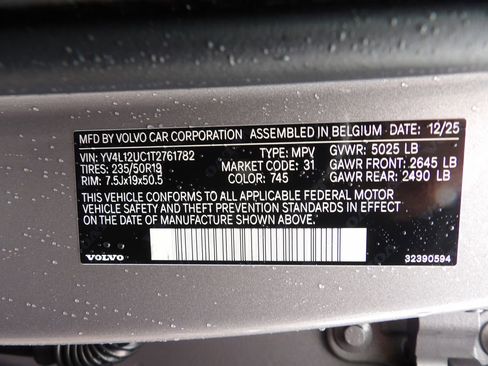 MFD BY VOLVO CAR CORPORATION ASSEMBLED IN BELGIUM DATE: 12/25
VIN: YV4L12UC1T2761782 TYPE: MPV GVWR: 5025 LB
TIRES: 235/50R19 MARKET CODE: 31 GAWR FRONT: 2645 LB
RIM: 7.5Jx19x50.5 COLOR: 745 GAWR REAR: 2490 LB
THIS VEHICLE CONFORMS TO ALL APPLICABLE FEDERAL MOTOR
VEHICLE SAFETY AND THEFT PREVENTION STANDARDS IN EFFECT
ON THE DATE OF MANUFACTURE SHOWN ABOVE.
VOLVO 32390594